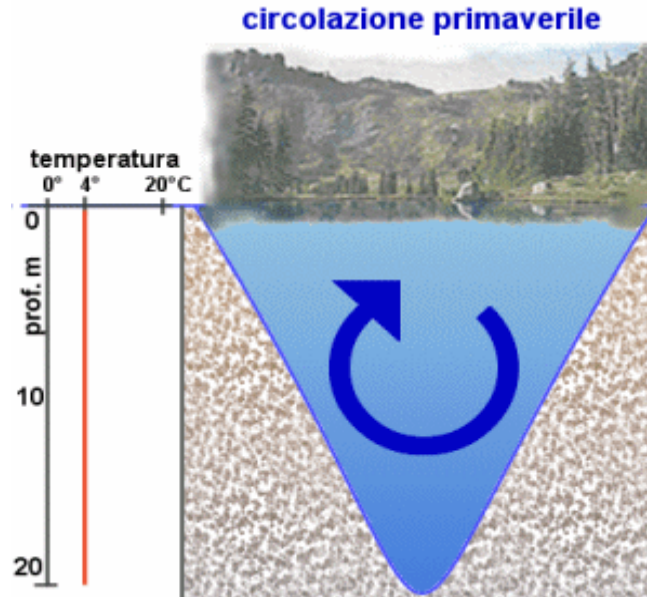 circolazione primaverile
temperatura
0° 4° 20°C
0
prof. m
10
20